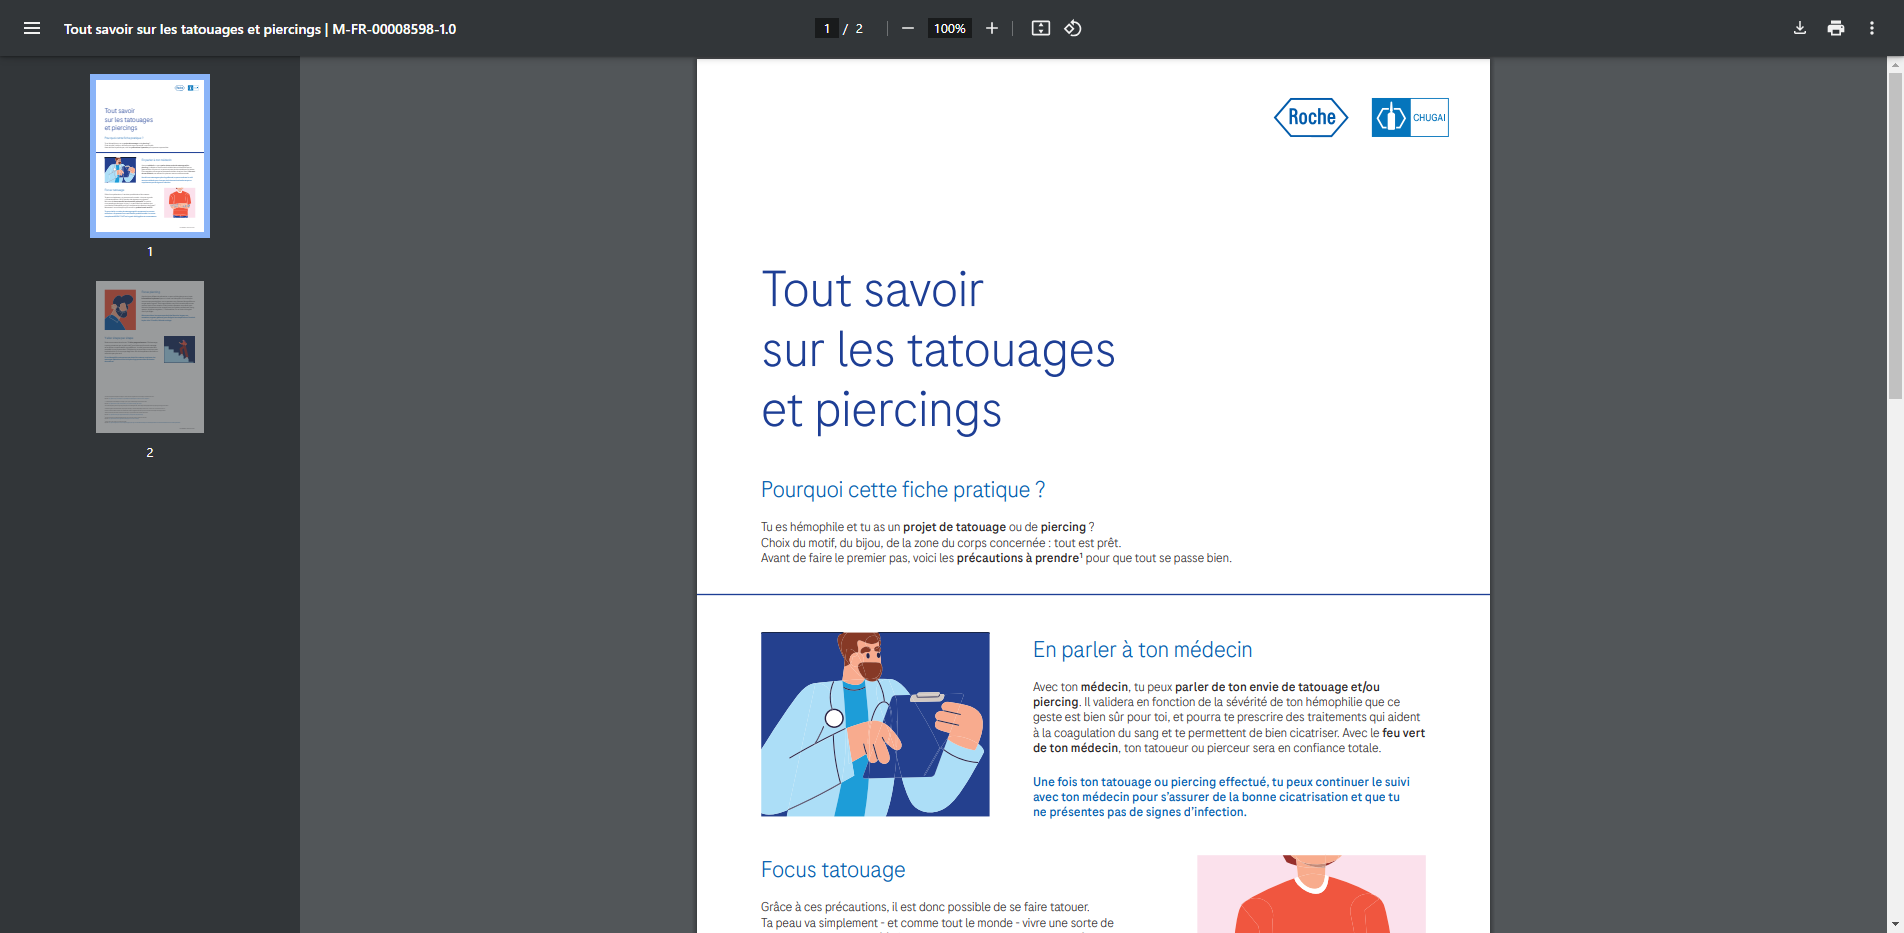 Tout savoir sur les tatouages et piercings | M-FR-00008598-1.0
1 / 2
100%
Roche
CHUGAI
Tout savoir
sur les tatouages
et piercings
1
2
Tout savoir
sur les tatouages
et piercings
Pourquoi cette fiche pratique ?
Tu es hémophile et tu as un projet de tatouage ou de piercing ?
Choix du motif, du bijou, de la zone du corps concernée : tout est prêt.
Avant de faire le premier pas, voici les précautions à prendre¹ pour que tout se passe bien.
En parler à ton médecin
Avec ton médecin, tu peux parler de ton envie de tatouage et/ou
piercing. Il validera en fonction de la sévérité de ton hémophilie que ce
geste est bien sûr pour toi, et pourra te prescrire des traitements qui aident
à la coagulation du sang et te permettent de bien cicatriser. Avec le feu vert
de ton médecin, ton tatoueur ou pierceur sera en confiance totale.
Une fois ton tatouage ou piercing effectué, tu peux continuer le suivi
avec ton médecin pour s'assurer de la bonne cicatrisation et que tu
ne présentes pas de signes d'infection.
Focus tatouage
Grâce à ces précautions, il est donc possible de se faire tatouer.
Ta peau va simplement - et comme tout le monde - vivre une sorte de